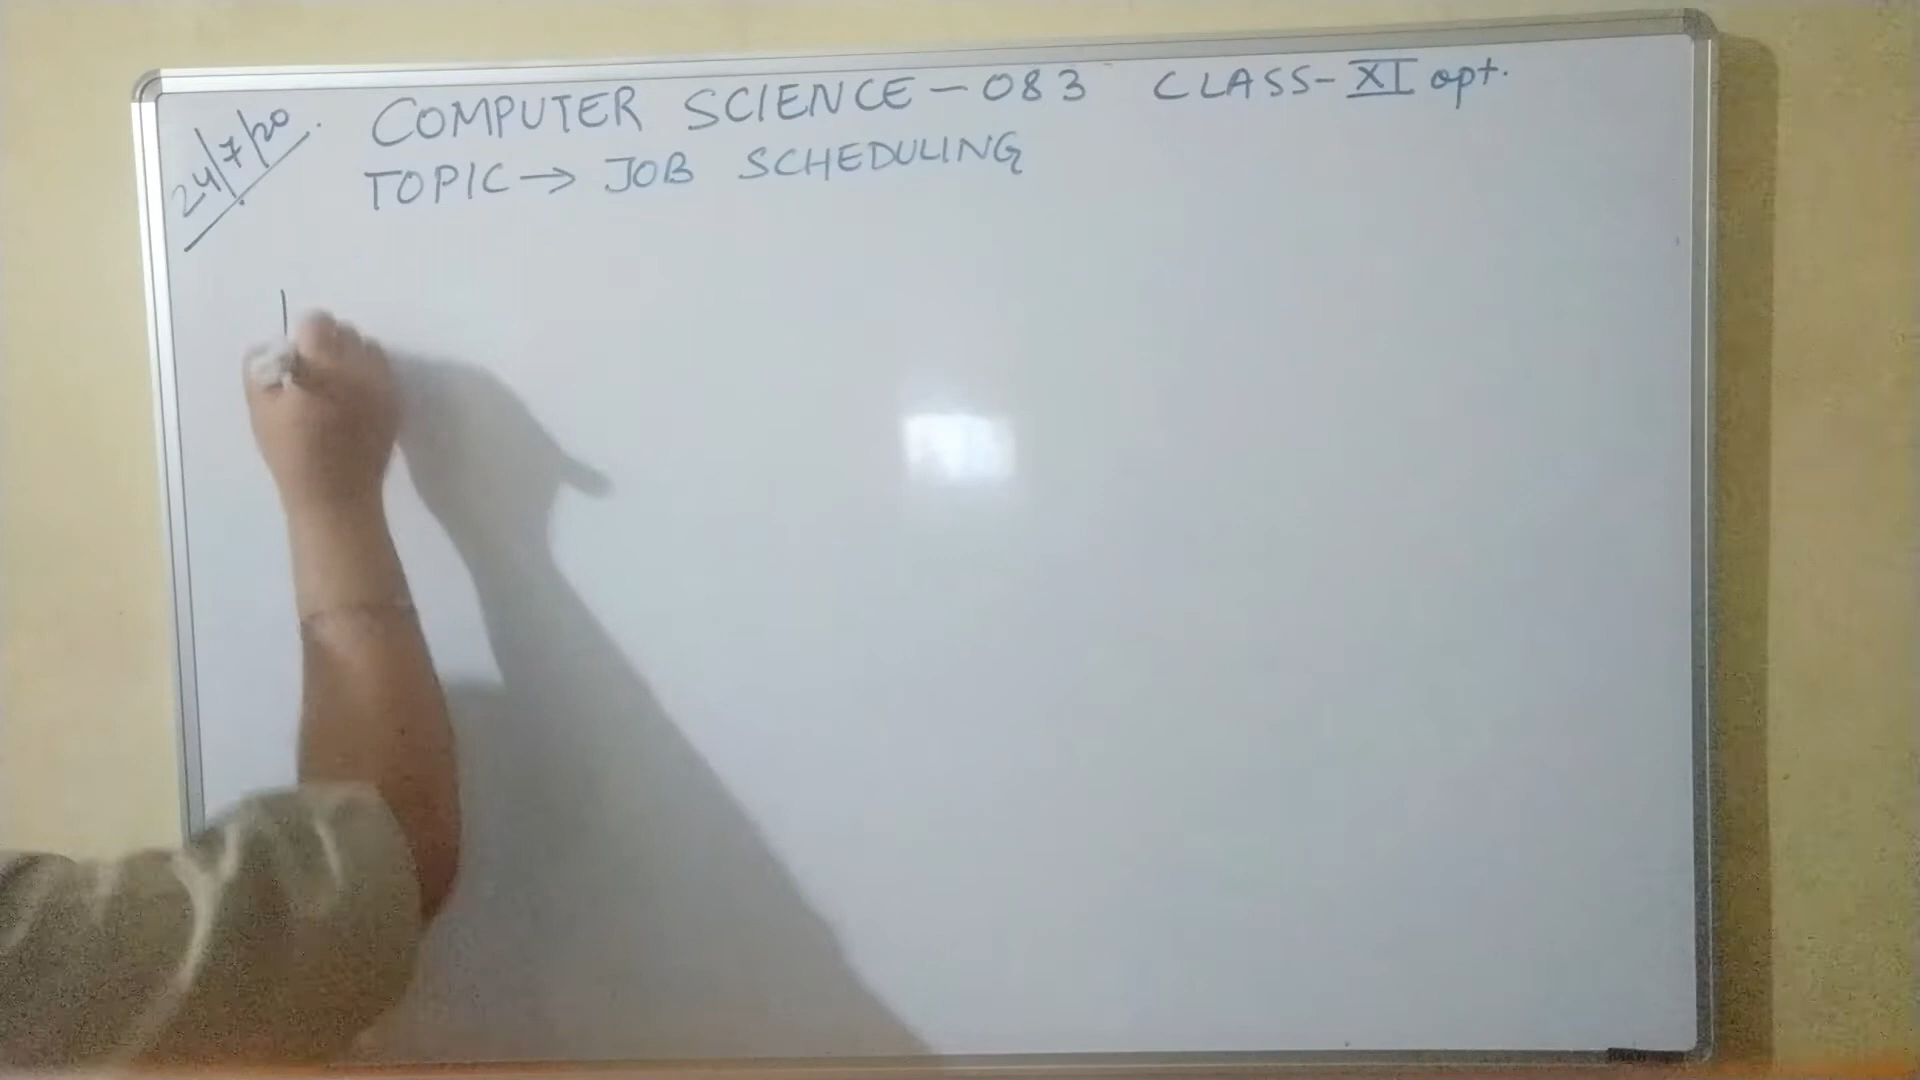 24/7/20.
COMPUTER SCIENCE - 083 CLASS - XI opt.
TOPIC → JOB SCHEDULING